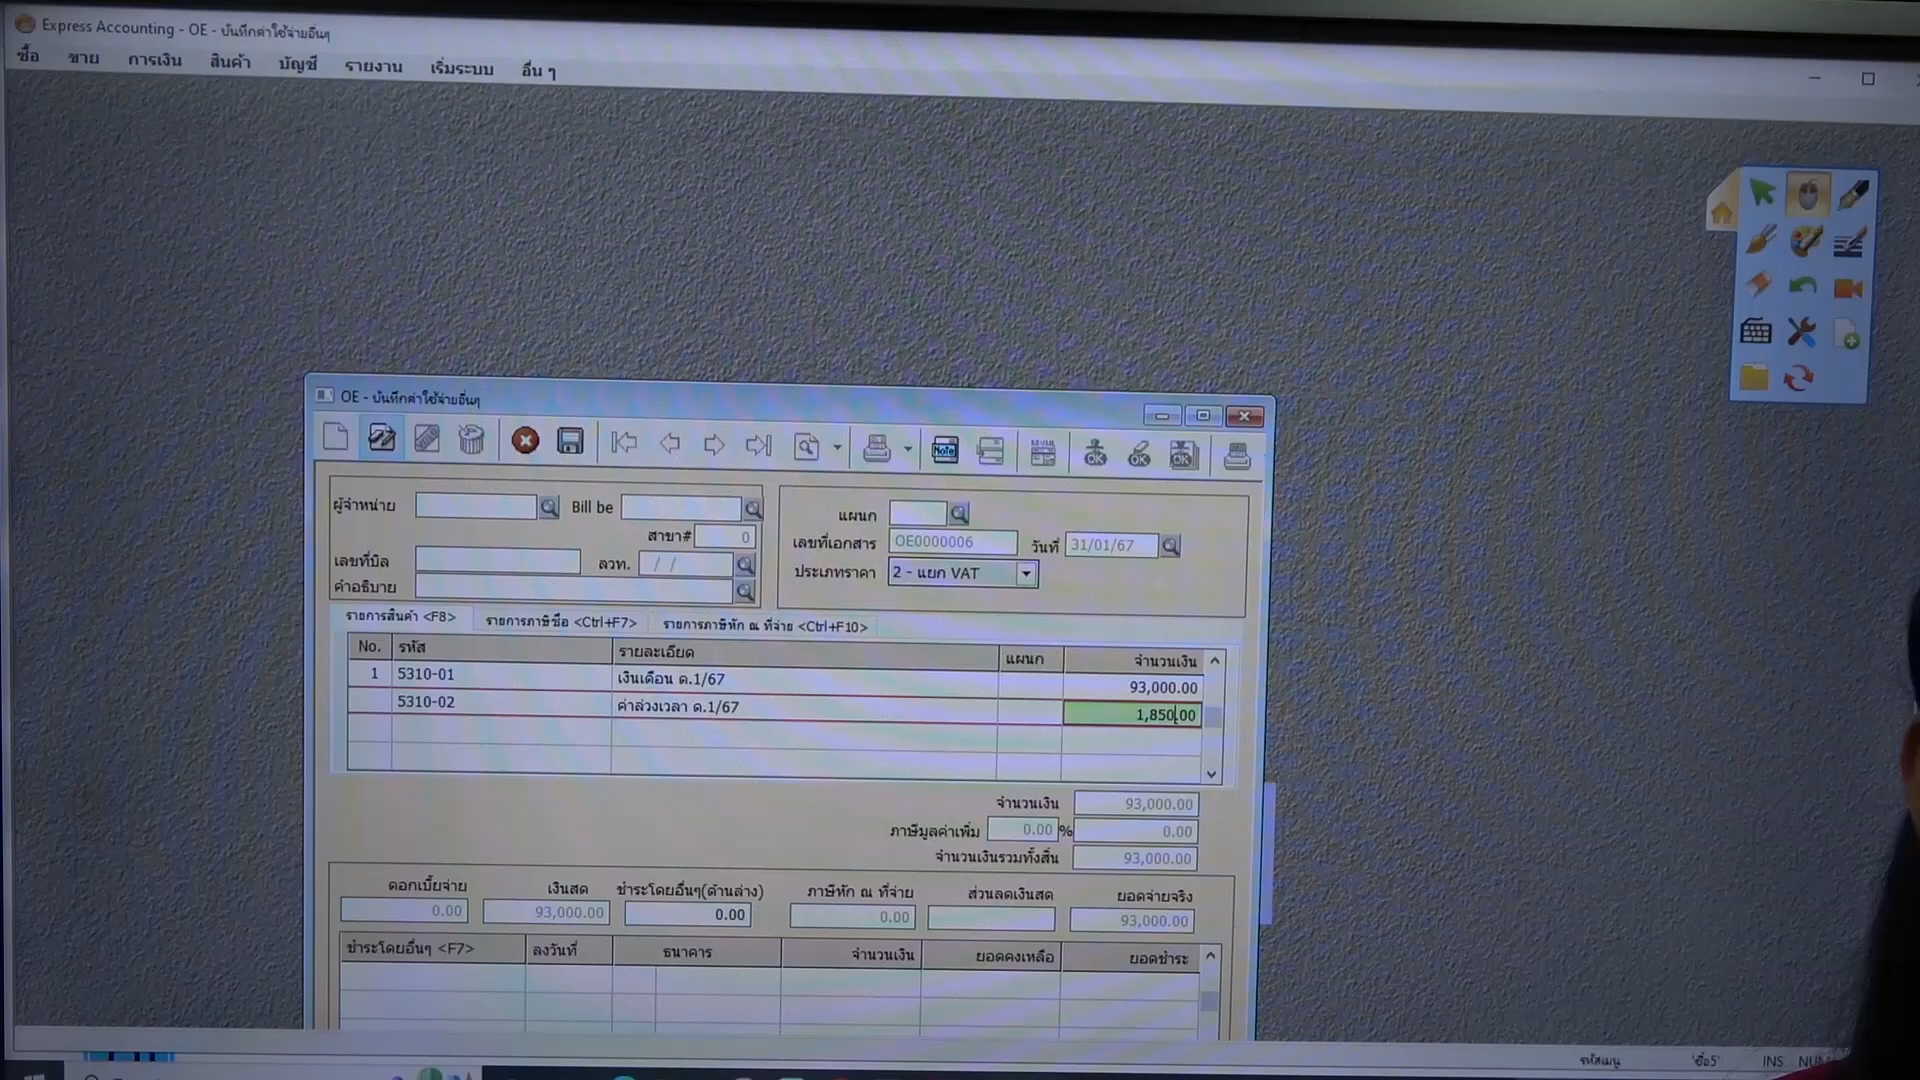 Express Accounting - OE - บันทึกค่าใช้จ่ายอื่นๆ
ซื้อ ขาย การเงิน สินค้า บัญชี รายงาน เริ่มระบบ อื่น ๆ
OE - บันทึกค่าใช้จ่ายอื่นๆ
Note OK OK OK
ผู้จำหน่าย Bill be แผนก
สาขา# 0 เลขที่เอกสาร OE0000006 วันที่ 31/01/67
เลขที่บิล ลวท. / / ประเภทราคา 2 - แยก VAT
คำอธิบาย
รายการสินค้า <F8> รายการภาษีซื้อ <Ctrl+F7> รายการภาษีหัก ณ ที่จ่าย <Ctrl+F10>
No. รหัส รายละเอียด แผนก จำนวนเงิน
1 5310-01 เงินเดือน ด.1/67 93,000.00
5310-02 ค่าล่วงเวลา ด.1/67 1,850.00
จำนวนเงิน 93,000.00
ภาษีมูลค่าเพิ่ม 0.00 % 0.00
จำนวนเงินรวมทั้งสิ้น 93,000.00
ดอกเบี้ยจ่าย เงินสด ชำระโดยอื่นๆ(ด้านล่าง) ภาษีหัก ณ ที่จ่าย ส่วนลดเงินสด ยอดจ่ายจริง
0.00 93,000.00 0.00 0.00 93,000.00
ชำระโดยอื่นๆ <F7> ลงวันที่ ธนาคาร จำนวนเงิน ยอดคงเหลือ ยอดชำระ
รหัสเมนู 'ซื้อ5' INS NUM